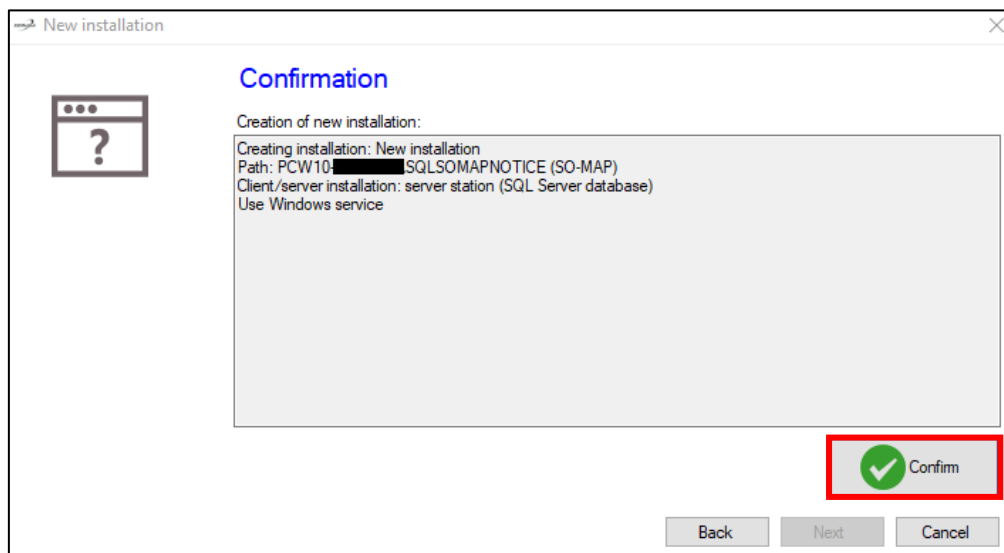 New installation
Confirmation
Creation of new installation:
Creating installation: New installation
Path: PCW10- SQLSOMAPNOTICE (SO-MAP)
Client/server installation: server station (SQL Server database)
Use Windows service
?
Confirm
Back Next Cancel